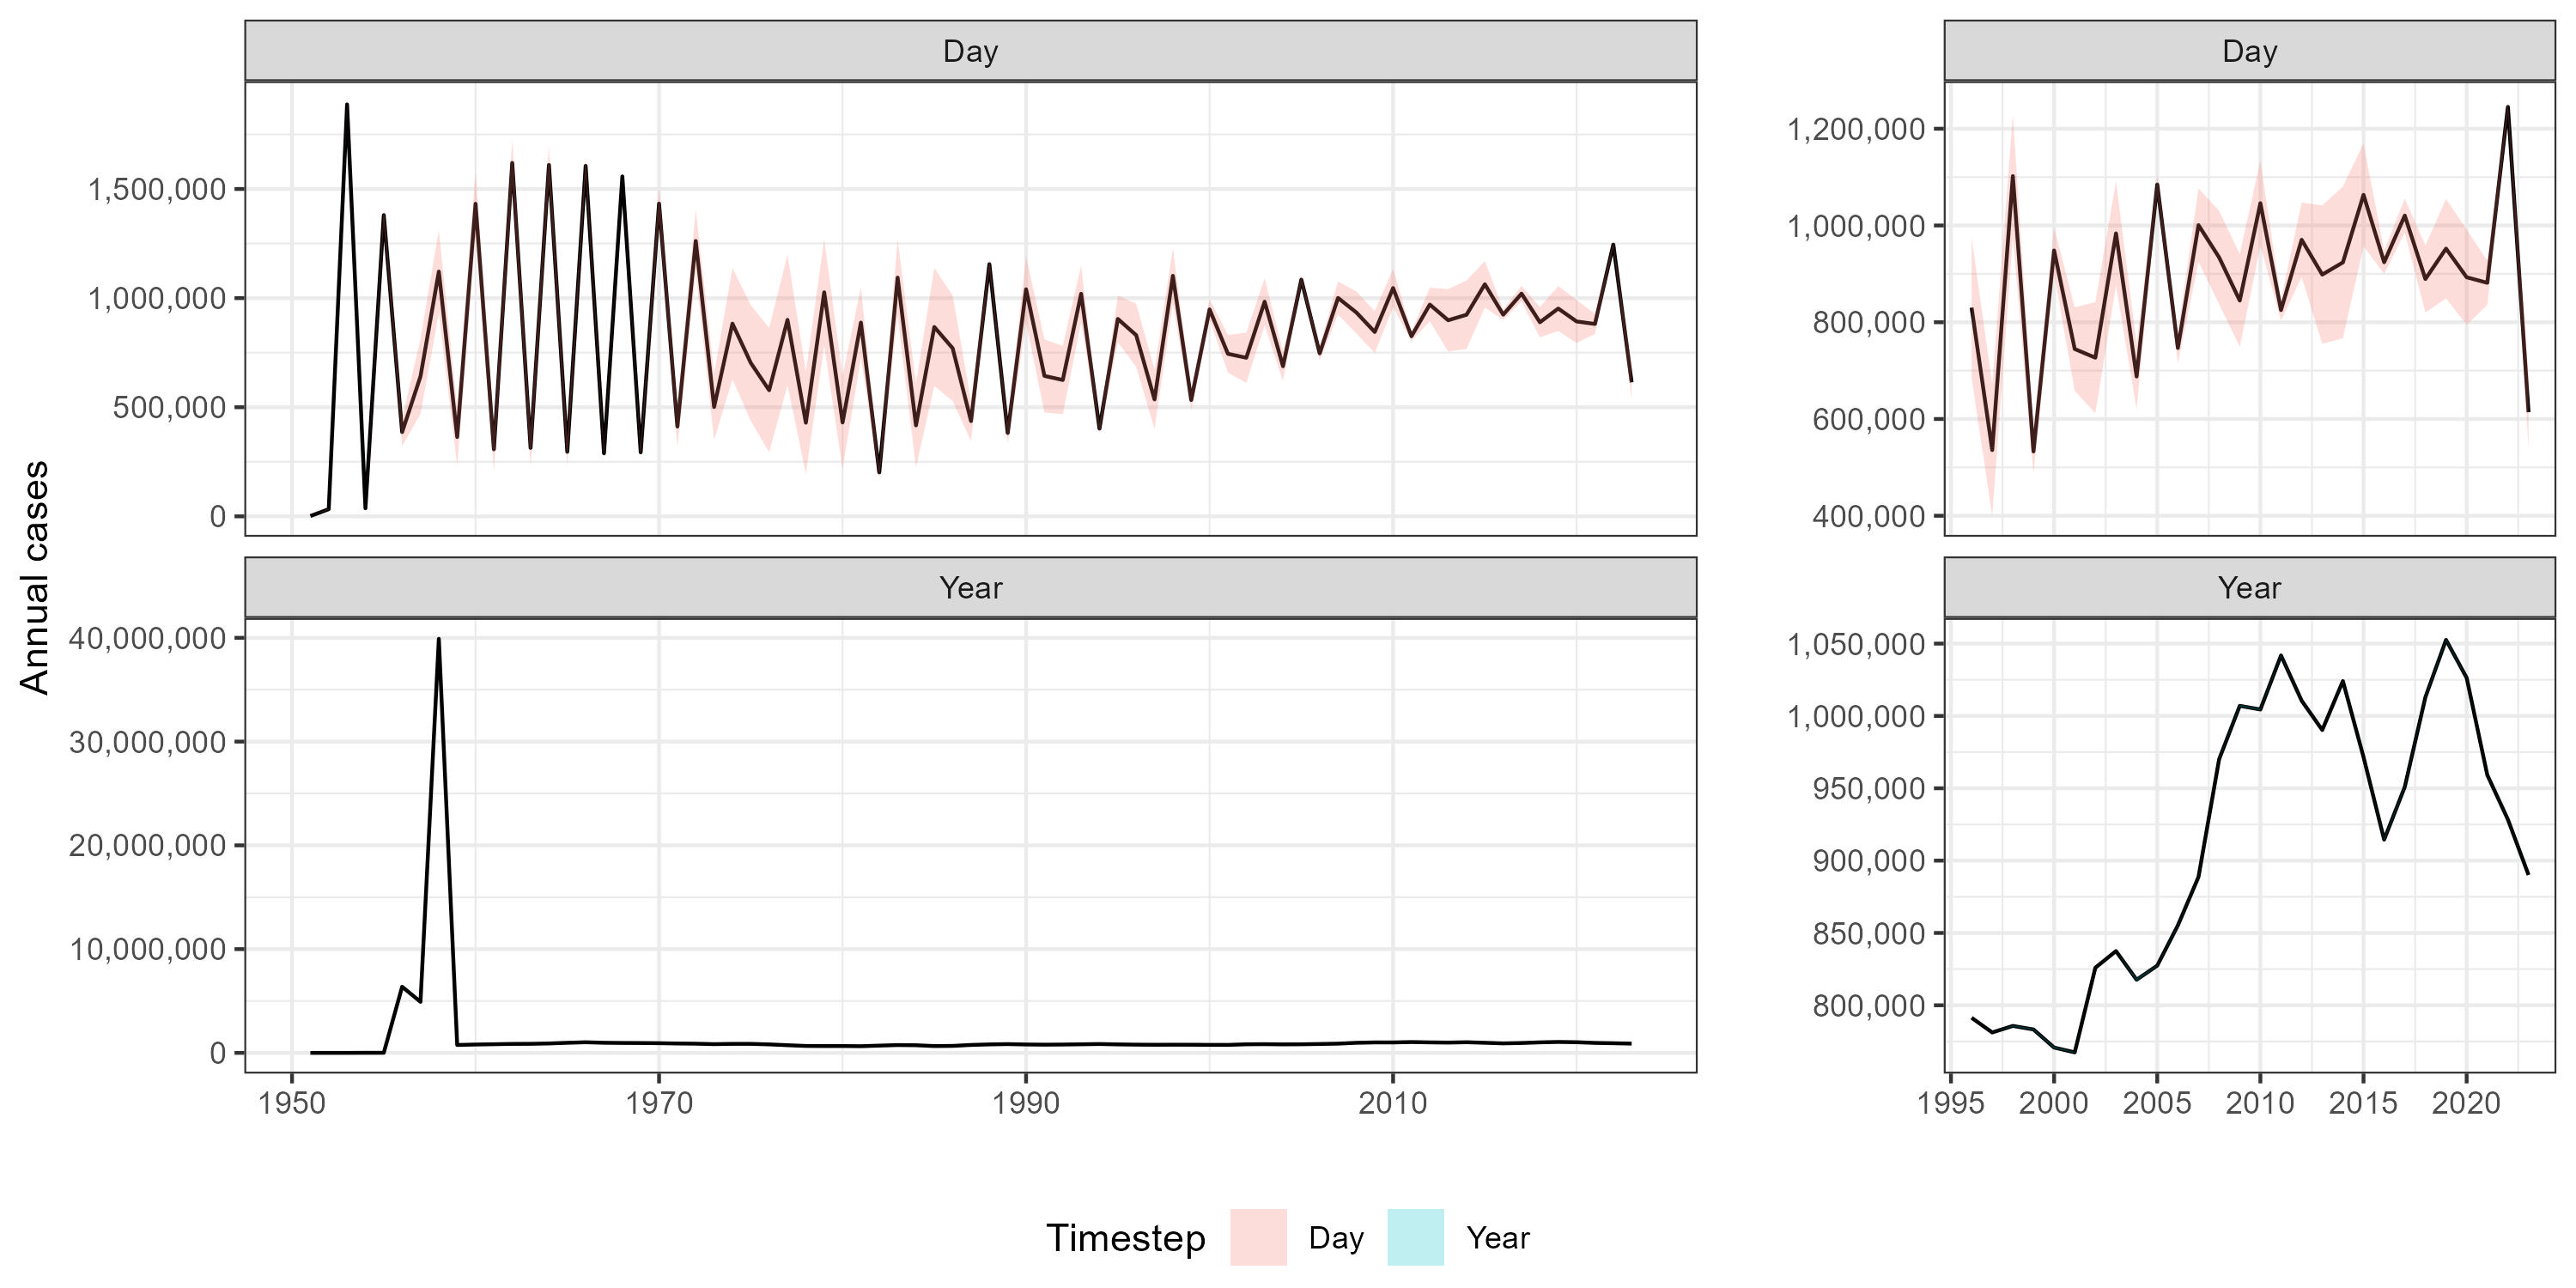 Day
Day
1,500,000
1,000,000
500,000
0
1,200,000
1,000,000
800,000
600,000
400,000
Annual cases
Year
Year
40,000,000
30,000,000
20,000,000
10,000,000
0
1,050,000
1,000,000
950,000
900,000
850,000
800,000
1950 1970 1990 2010
1995 2000 2005 2010 2015 2020
Timestep Day Year